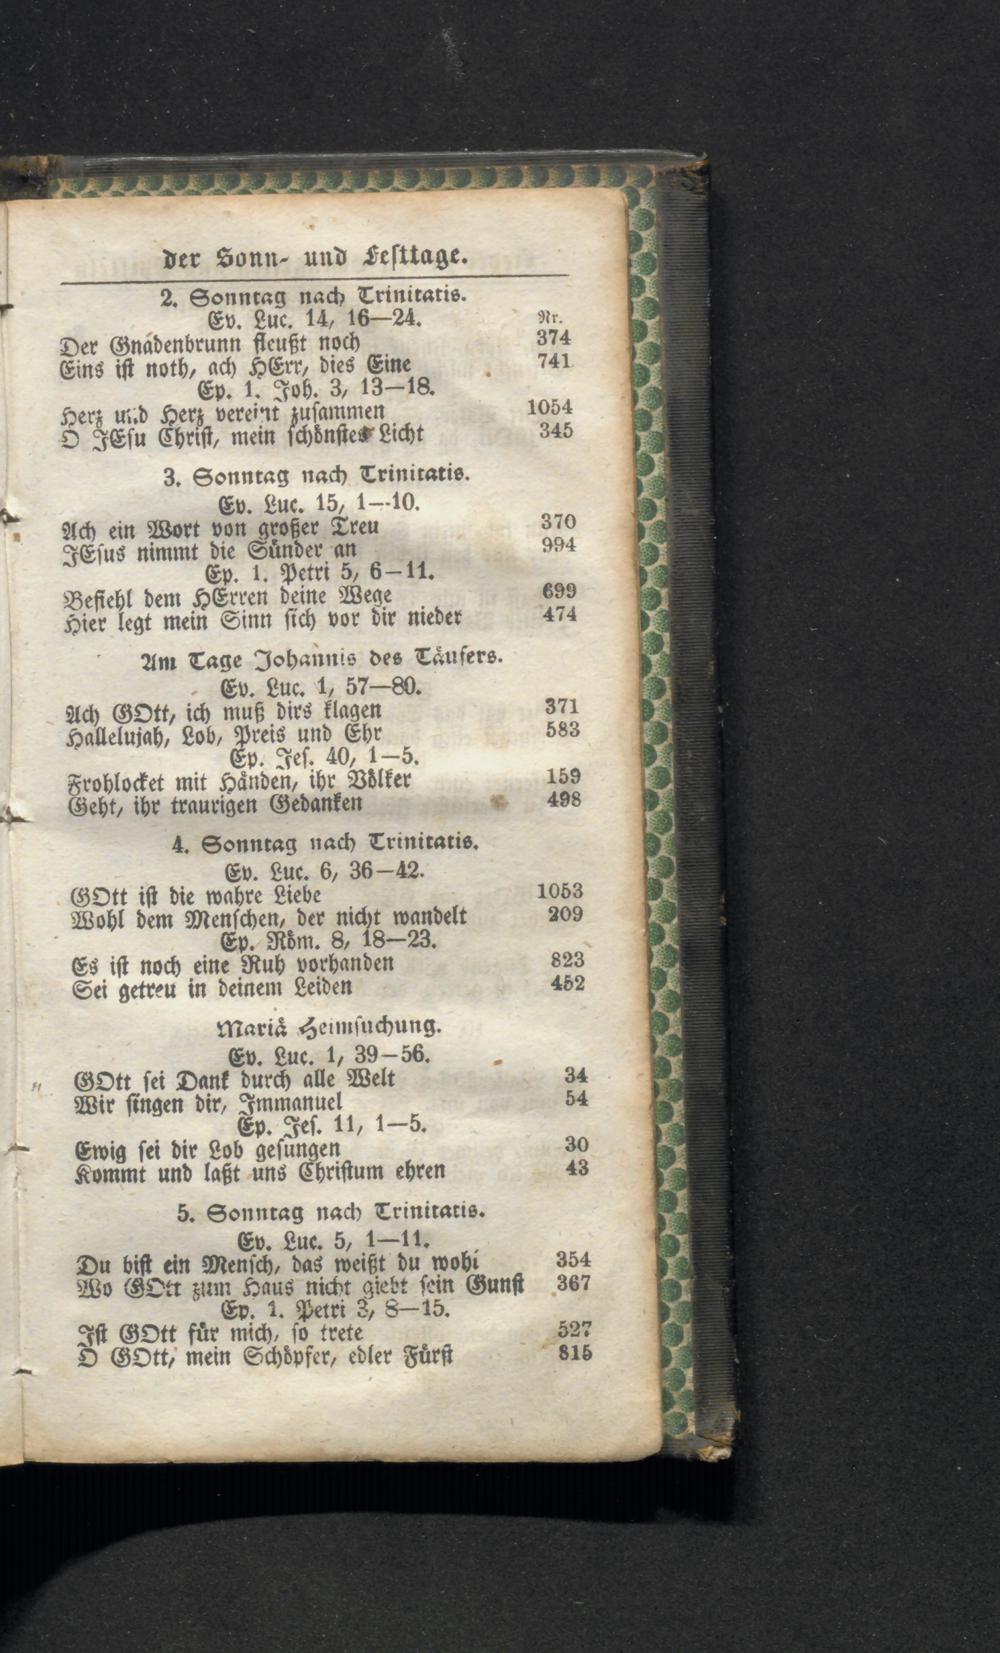 der Sonn- und Festtage.
2. Sonntag nach Trinitatis.
Ev. Luc. 14, 16—24. Nr.
Der Gnadenbrunn fleußt noch 374
Eins ist noth, ach HErr, dies Eine 741
Ep. 1. Joh. 3, 13—18.
Herz und Herz vereint zusammen 1054
O JEsu Christ, mein schönstes Licht 345
3. Sonntag nach Trinitatis.
Ev. Luc. 15, 1—10.
Ach ein Wort von großer Treu 370
JEsus nimmt die Sünder an 994
Ep. 1. Petri 5, 6—11.
Befiehl dem HErren deine Wege 699
Hier legt mein Sinn sich vor dir nieder 474
Am Tage Johannis des Täufers.
Ev. Luc. 1, 57—80.
Ach GOtt, ich muß dirs klagen 371
Hallelujah, Lob, Preis und Ehr 583
Ep. Jes. 40, 1—5.
Frohlocket mit Händen, ihr Völker 159
Geht, ihr traurigen Gedanken 498
4. Sonntag nach Trinitatis.
Ev. Luc. 6, 36—42.
GOtt ist die wahre Liebe 1053
Wohl dem Menschen, der nicht wandelt 209
Ep. Röm. 8, 18—23.
Es ist noch eine Ruh vorhanden 823
Sei getreu in deinem Leiden 452
Mariä Heimsuchung.
Ev. Luc. 1, 39—56.
GOtt sei Dank durch alle Welt 34
Wir singen dir, Immanuel 54
Ep. Jes. 11, 1—5.
Ewig sei dir Lob gesungen 30
Kommt und laßt uns Christum ehren 43
5. Sonntag nach Trinitatis.
Ev. Luc. 5, 1—11.
Du bist ein Mensch, das weißt du wohl 354
Wo GOtt zum Haus nicht giebt sein Gunst 367
Ep. 1. Petri 3, 8—15.
Ist GOtt für mich, so trete 527
O GOtt, mein Schöpfer, edler Fürst 815